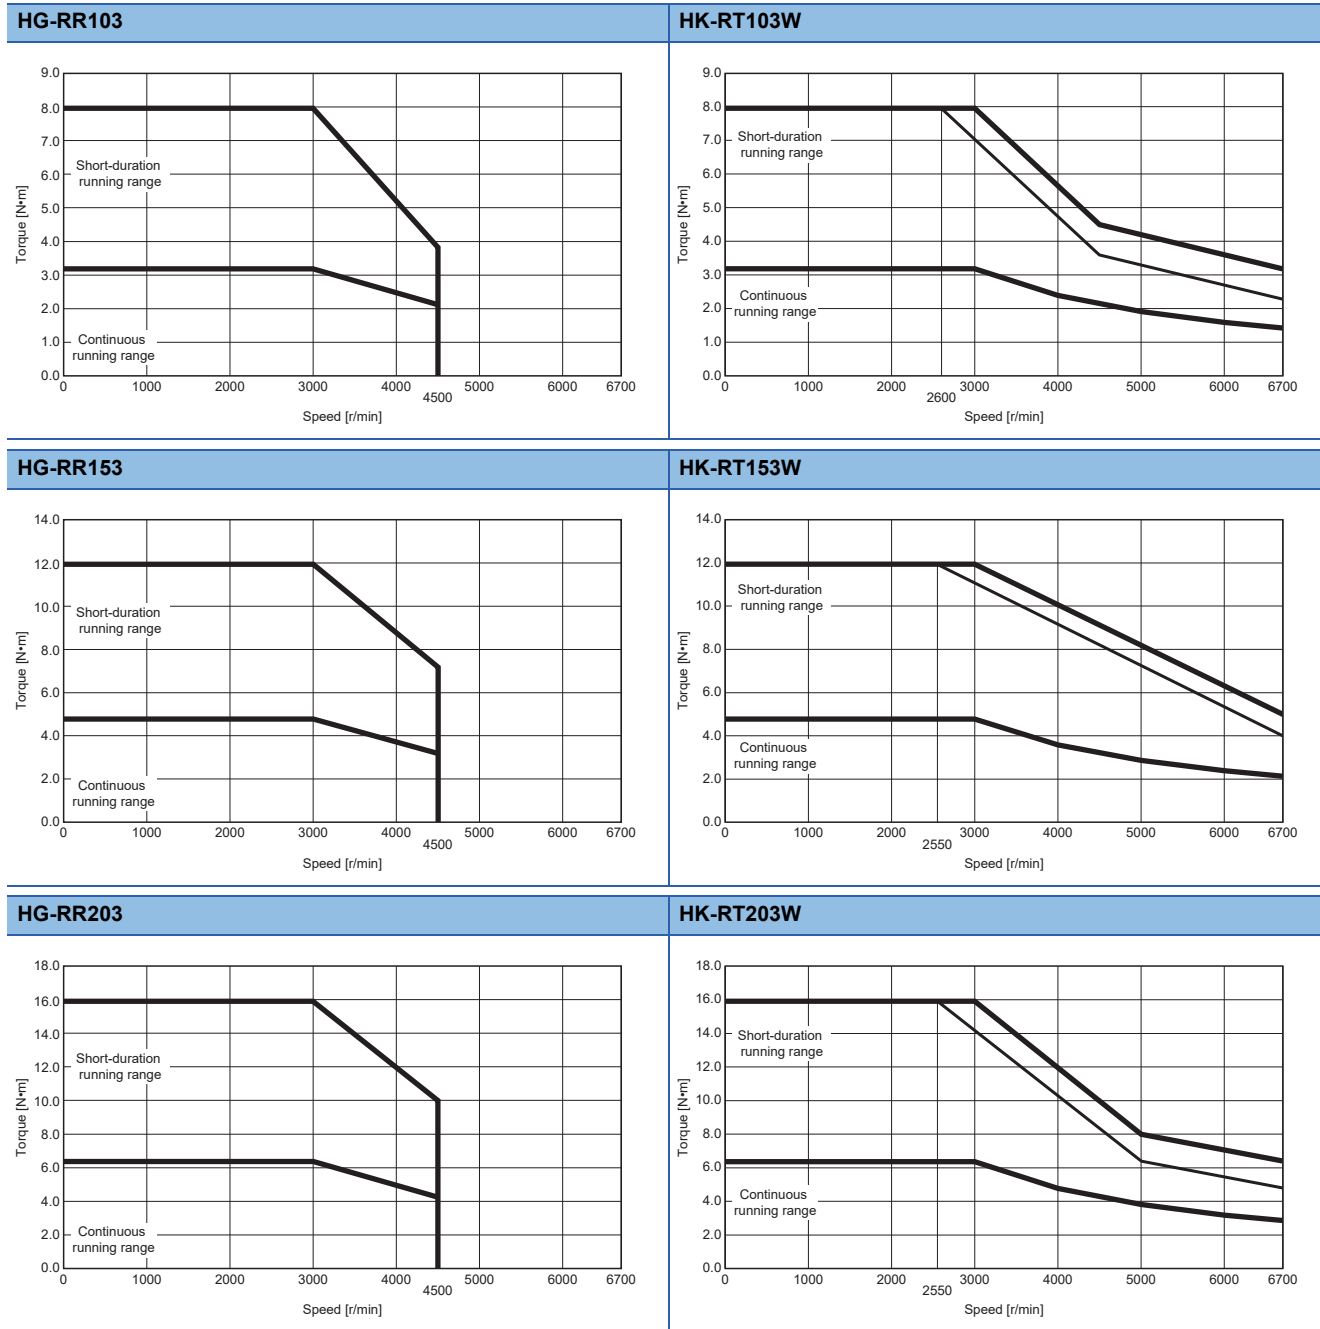 HG-RR103
HK-RT103W
9.0
8.0
7.0
6.0
5.0
4.0
3.0
2.0
1.0
0.0
Torque [N•m]
Short-duration
running range
Continuous
running range
0 1000 2000 3000 4000 5000 6000 6700
4500
Speed [r/min]
9.0
8.0
7.0
6.0
5.0
4.0
3.0
2.0
1.0
0.0
Torque [N•m]
Short-duration
running range
Continuous
running range
0 1000 2000 3000 4000 5000 6000 6700
2600
Speed [r/min]
HG-RR153
HK-RT153W
14.0
12.0
10.0
8.0
6.0
4.0
2.0
0.0
Torque [N•m]
Short-duration
running range
Continuous
running range
0 1000 2000 3000 4000 5000 6000 6700
4500
Speed [r/min]
14.0
12.0
10.0
8.0
6.0
4.0
2.0
0.0
Torque [N•m]
Short-duration
running range
Continuous
running range
0 1000 2000 3000 4000 5000 6000 6700
2550
Speed [r/min]
HG-RR203
HK-RT203W
18.0
16.0
14.0
12.0
10.0
8.0
6.0
4.0
2.0
0.0
Torque [N•m]
Short-duration
running range
Continuous
running range
0 1000 2000 3000 4000 5000 6000 6700
4500
Speed [r/min]
18.0
16.0
14.0
12.0
10.0
8.0
6.0
4.0
2.0
0.0
Torque [N•m]
Short-duration
running range
Continuous
running range
0 1000 2000 3000 4000 5000 6000 6700
2550
Speed [r/min]